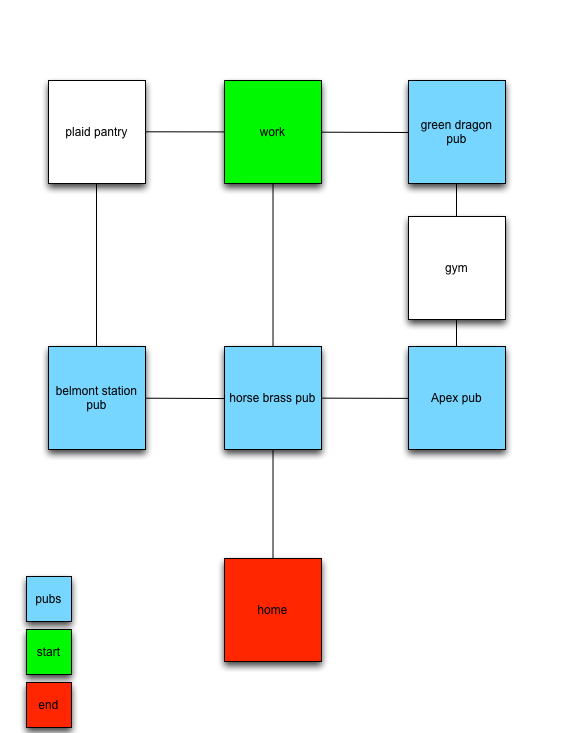 plaid pantry
work
green dragon
pub
gym
belmont station
pub
horse brass pub
Apex pub
home
pubs
start
end